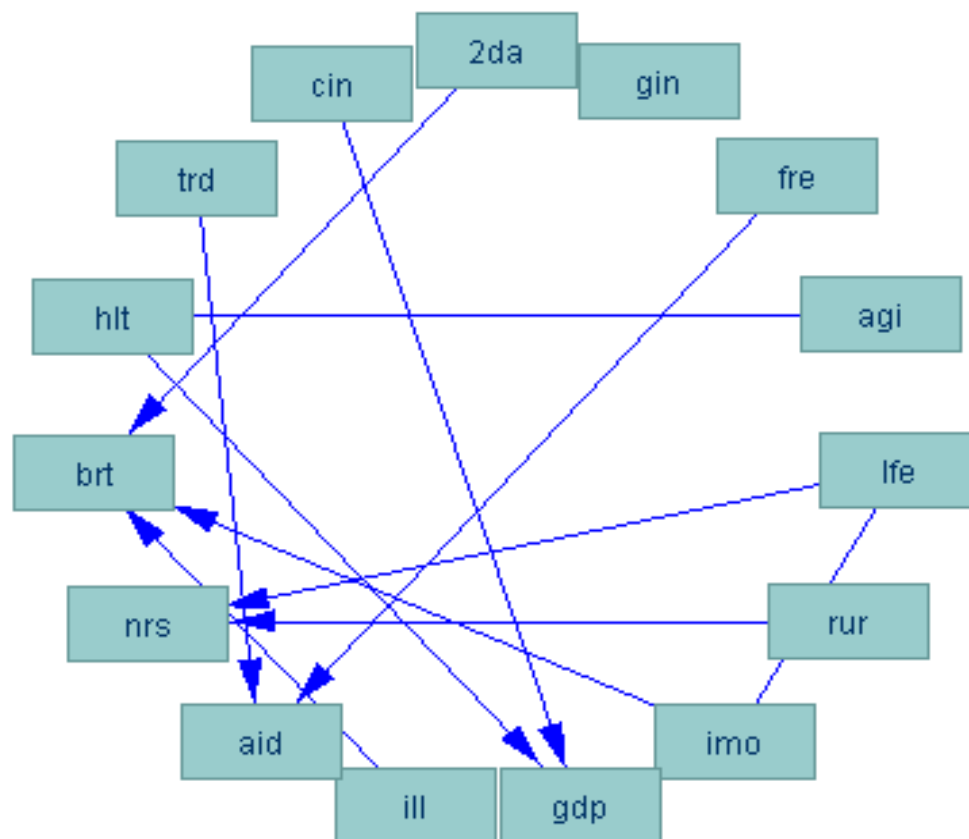 2da
cin
gin
trd
fre
hlt
agi
brt
lfe
nrs
rur
aid
imo
ill
gdp